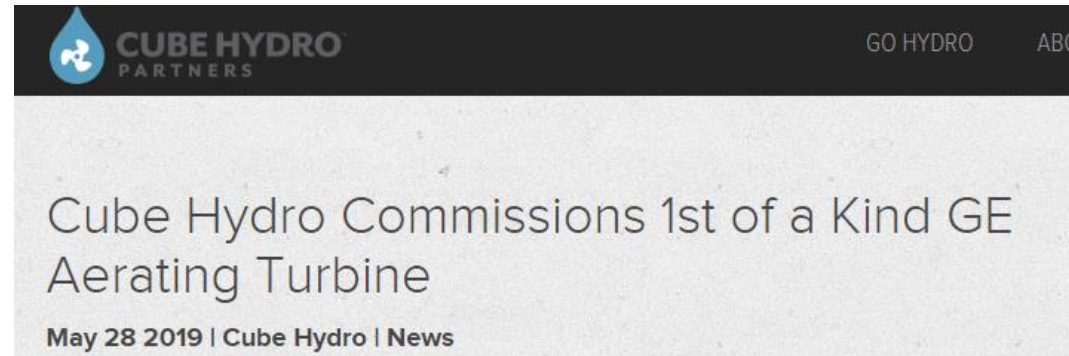 CUBE HYDRO
PARTNERS
GO HYDRO
Cube Hydro Commissions 1st of a Kind GE
Aerating Turbine
May 28 2019 | Cube Hydro | News